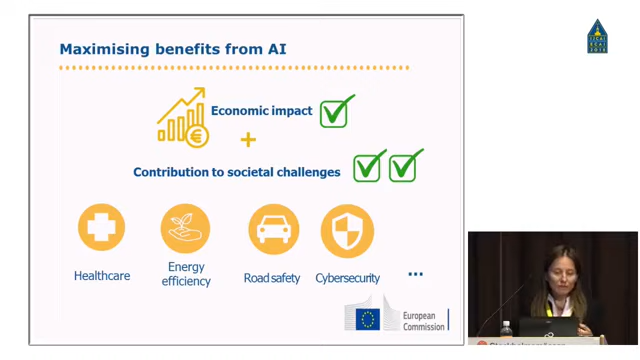 Maximising benefits from AI
Economic impact
+
Contribution to societal challenges
Healthcare
Energy
efficiency
Road safety
Cybersecurity
...
European
Commission